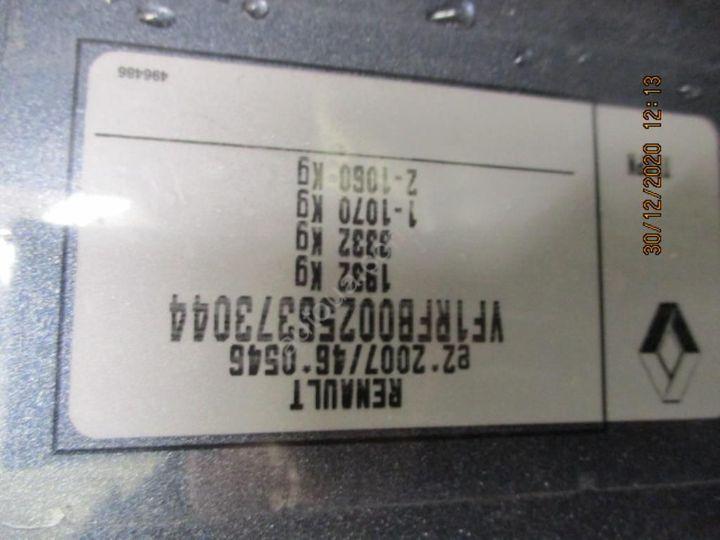 RENAULT
e2*2007/46*0546
VF1RFB00256373044
1932 Kg
3332 Kg
1-1070 Kg
2-1060 Kg
496486
30/12/2020 12:13